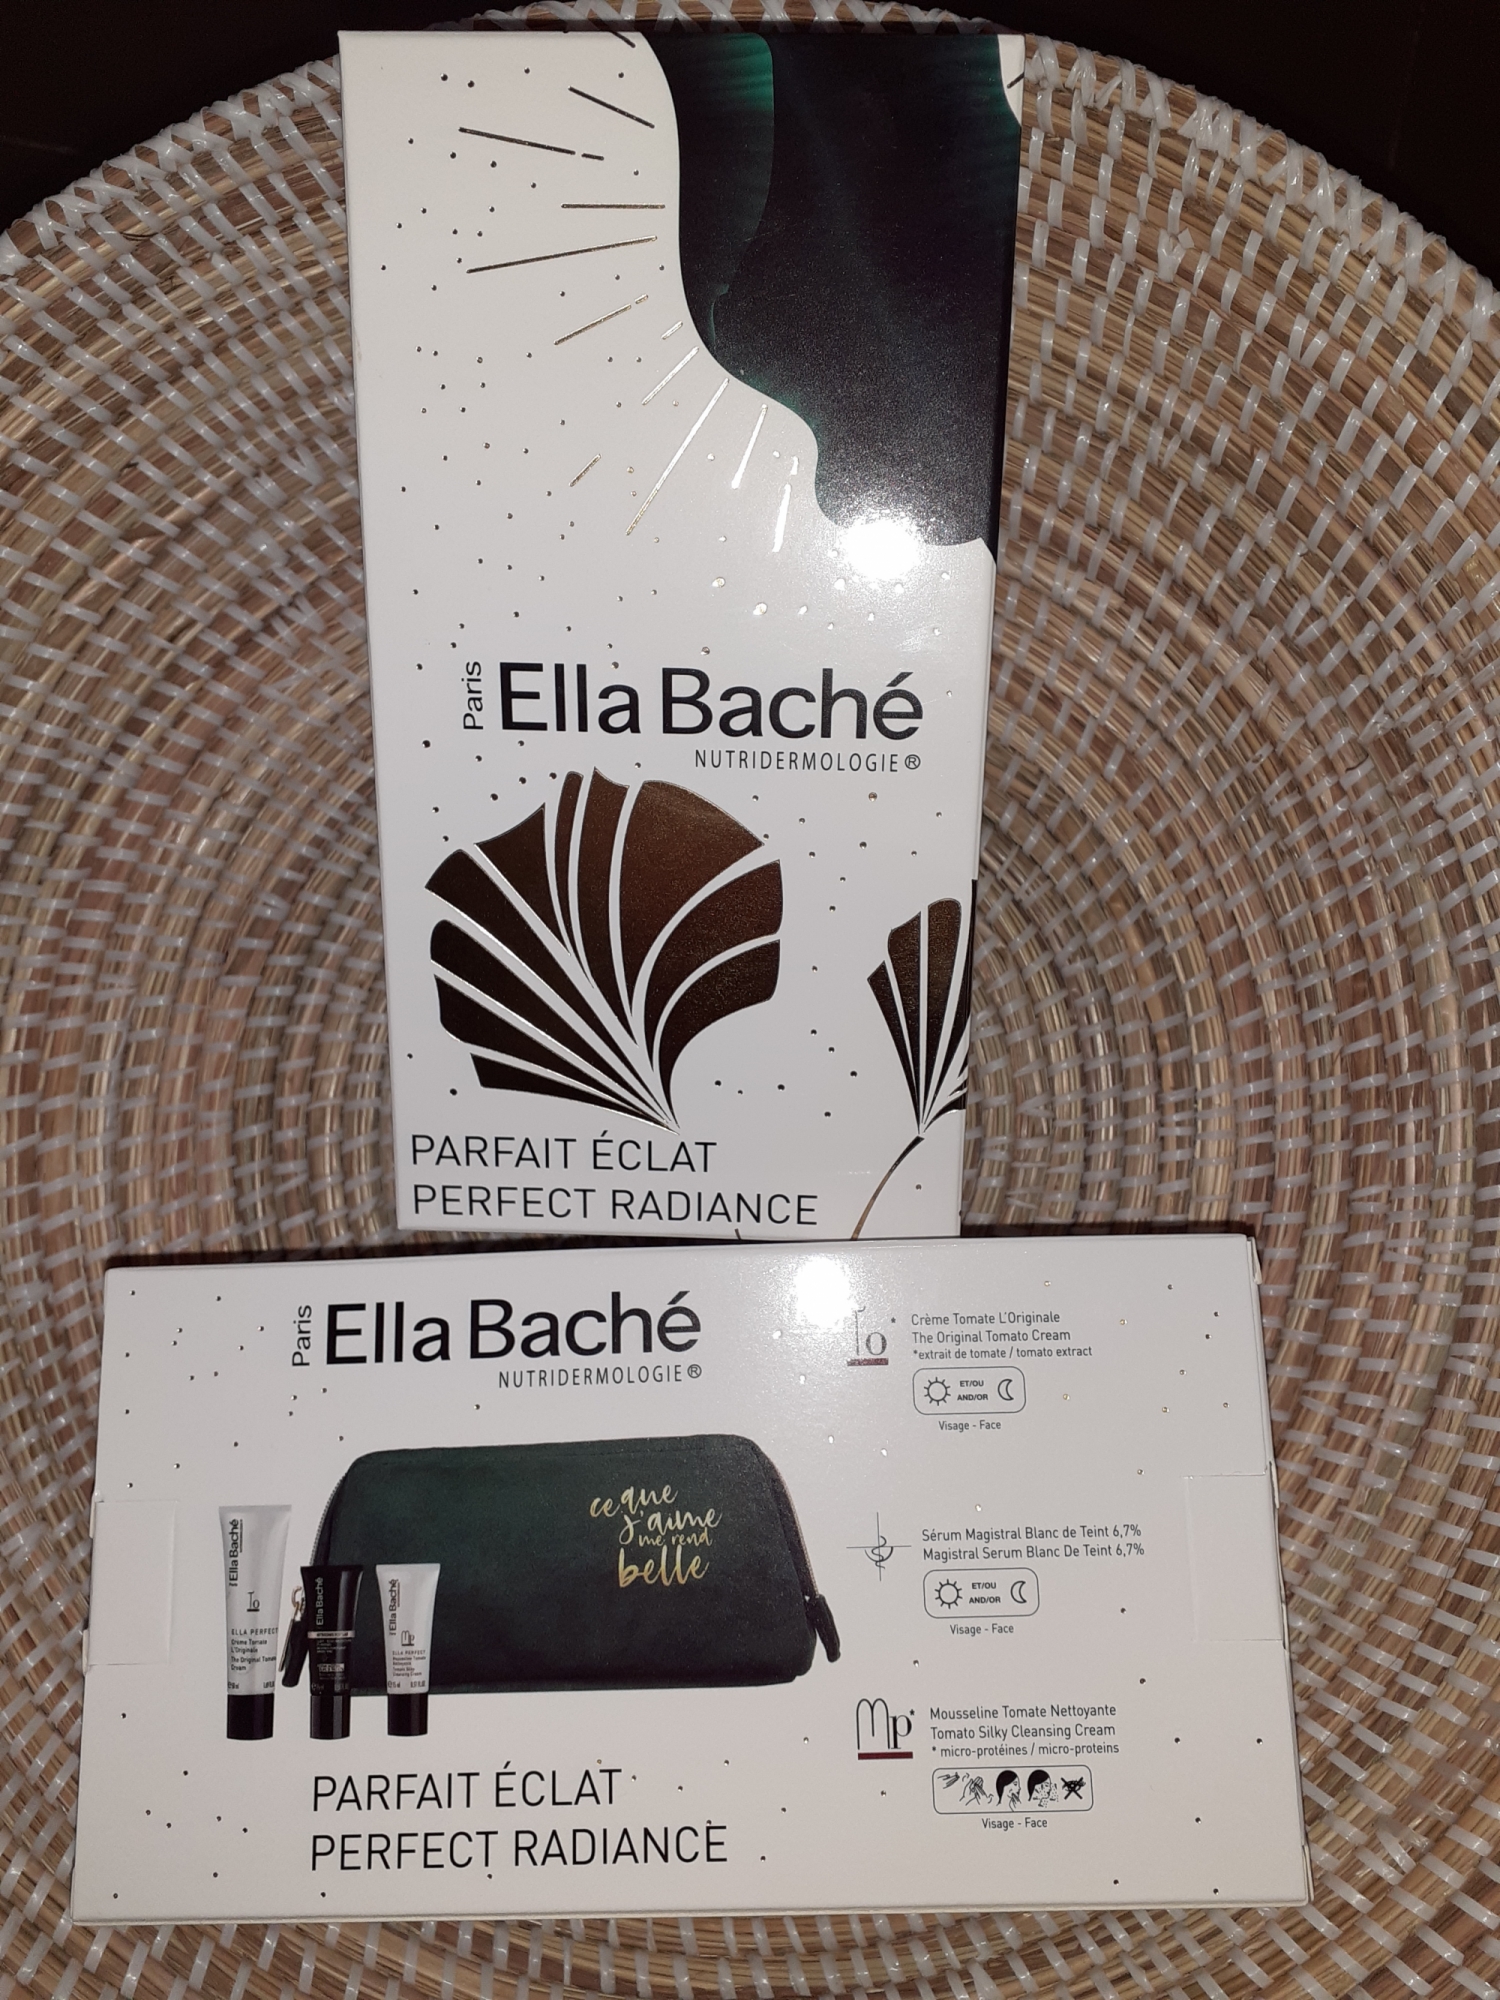 Paris
Ella Baché
NUTRIDERMOLOGIE®
PARFAIT ÉCLAT
PERFECT RADIANCE
Paris
Ella Baché
NUTRIDERMOLOGIE®
ce que
j'aime
me rend
belle
Ella Baché
To
ELLA PERFECT
Crème Tomate
L'Originale
The Original Tomato
Cream
Ella Baché
Ella Baché
Mp
ELLA PERFECT
PARFAIT ÉCLAT
PERFECT RADIANCE
To*
Crème Tomate L'Originale
The Original Tomato Cream
*extrait de tomate / tomato extract
ET/OU
AND/OR
Visage - Face
Sérum Magistral Blanc de Teint 6,7%
Magistral Serum Blanc De Teint 6,7%
ET/OU
AND/OR
Visage - Face
Mp*
Mousseline Tomate Nettoyante
Tomato Silky Cleansing Cream
* micro-protéines / micro-proteins
Visage - Face